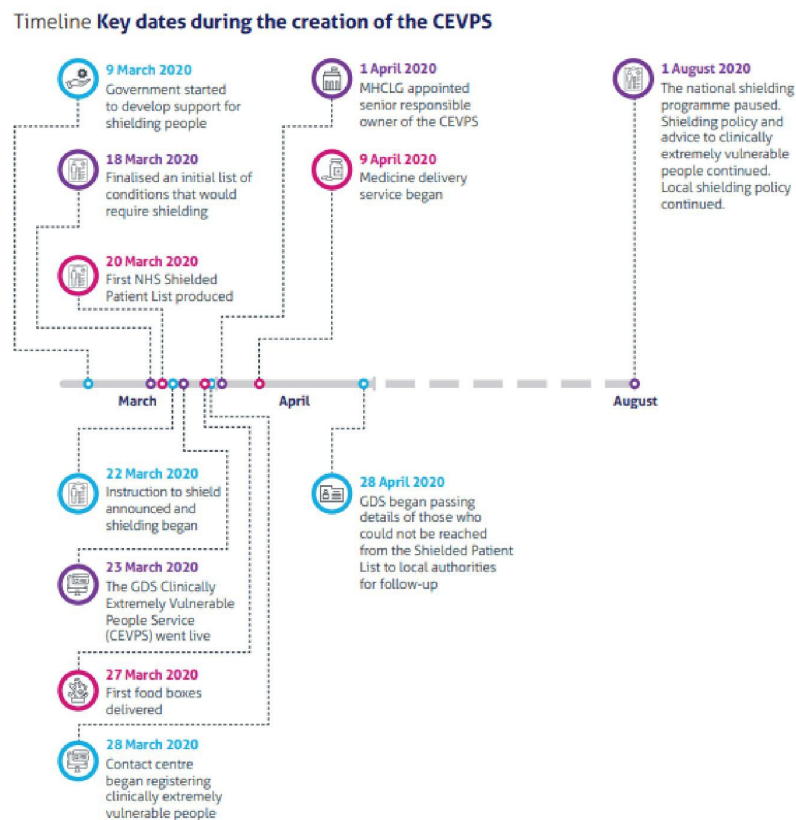 Timeline Key dates during the creation of the CEVPS
9 March 2020
Government started
to develop support for
shielding people
18 March 2020
Finalised an initial list of
conditions that would
require shielding
20 March 2020
First NHS Shielded
Patient List produced
1 April 2020
MHCLG appointed
senior responsible
owner of the CEVPS
9 April 2020
Medicine delivery
service began
1 August 2020
The national shielding
programme paused.
Shielding policy and
advice to clinically
extremely vulnerable
people continued.
Local shielding policy
continued.
March
April
August
22 March 2020
Instruction to shield
announced and
shielding began
23 March 2020
The GDS Clinically
Extremely Vulnerable
People Service
(CEVPS) went live
27 March 2020
First food boxes
delivered
28 March 2020
Contact centre
began registering
clinically extremely
vulnerable people
28 April 2020
GDS began passing
details of those who
could not be reached
from the Shielded Patient
List to local authorities
for follow-up